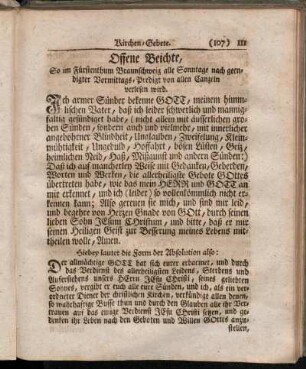 Kirchen-Gebete. (107) III
Offene Beichte,
So im Fürstenthum Braunschweig alle Sonntage nach geen-
digter Vormittags-Predigt von allen Cantzeln
verlesen wird.
Ich armer Sünder bekenne GOTT, meinem himm-
lischen Vater, daß ich leider schwerlich und mannig-
faltig gesündiget habe, (nicht allein mit äusserlichen gro-
ben Sünden, sondern auch und vielmehr, mit innerlicher
angebohrner Blindheit, Unglauben, Zweifelung, Klein-
müthigkeit, Ungedult, Hoffahrt, bösen Lüsten, Geitz,
heimlichen Neid, Haß, Mißgunst und andern Sünden:)
Daß ich auf mancherley Weise mit Gedanken, Geberden,
Worten und Werken, die allerheiligsten Gebote GOttes
übertreten habe, wie das mein HERR und GOTT an
mir erkennet, und ich (leider) so vollenkömmlich nicht er-
kennen kann; Also gereuen sie mich, und sind mir leid,
und begehre von Herzen Gnade von GOtt, durch seinen
lieben Sohn JEsum CHristum, und bitte, daß er mir
seinen Heiligen Geist zur Besserung meines Lebens mit-
theilen wolle, Amen.
Hiebey lautet die Form der Absolution also:
Der allmächtige GOTT hat sich eurer erbarmet, und durch
das Verdienst des allerheiligsten Leidens, Sterbens und
Auferstehens unsers HErrn JEsu Christi, seines geliebten
Sohnes, vergibt er euch alle eure Sünden, und ich, als ein ver-
ordneter Diener der christlichen Kirchen, verkündige allen denen,
so wahrhaftige Busse thun und durch den Glauben alle ihr Ver-
trauen auf das einige Verdienst JEsu Christi setzen, und ge-
denken ihr Leben nach den Geboten und Willen GOttes anzu-
stellen,